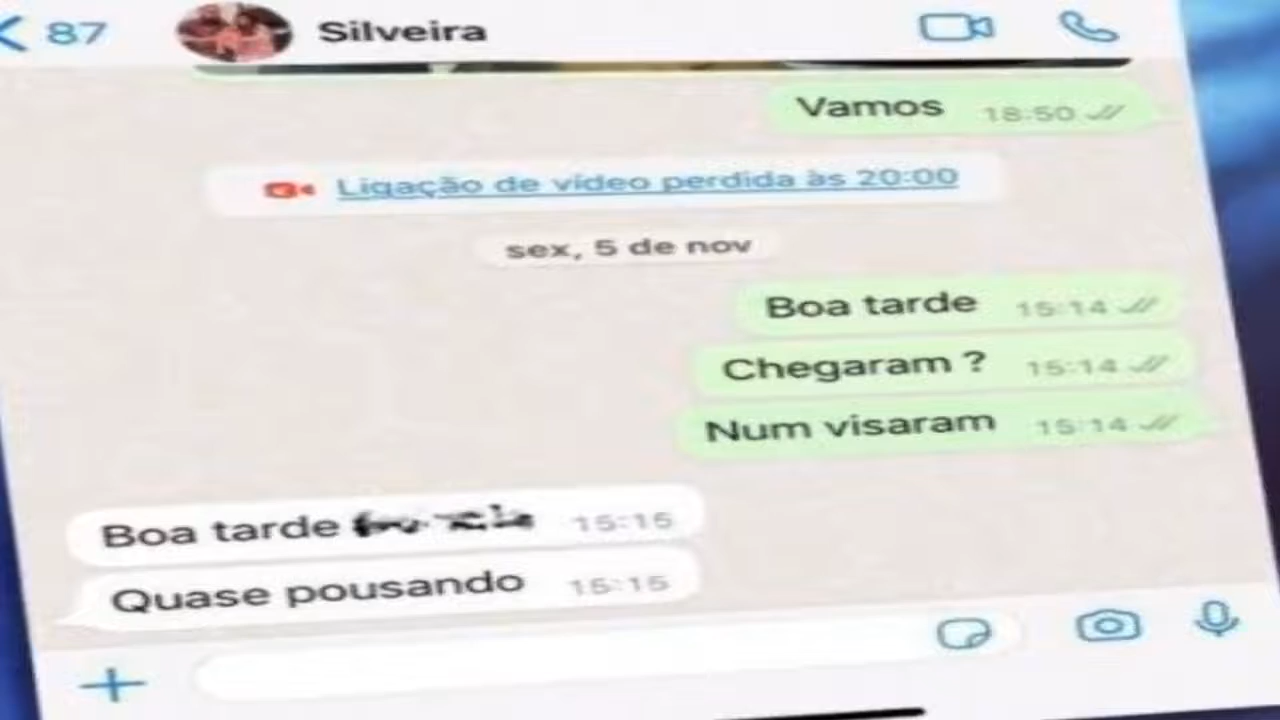 87
Silveira
Vamos 18:50
Ligação de vídeo perdida às 20:00
sex, 5 de nov
Boa tarde 15:14
Chegaram ? 15:14
Num visaram 15:14
Boa tarde 15:15
Quase pousando 15:15